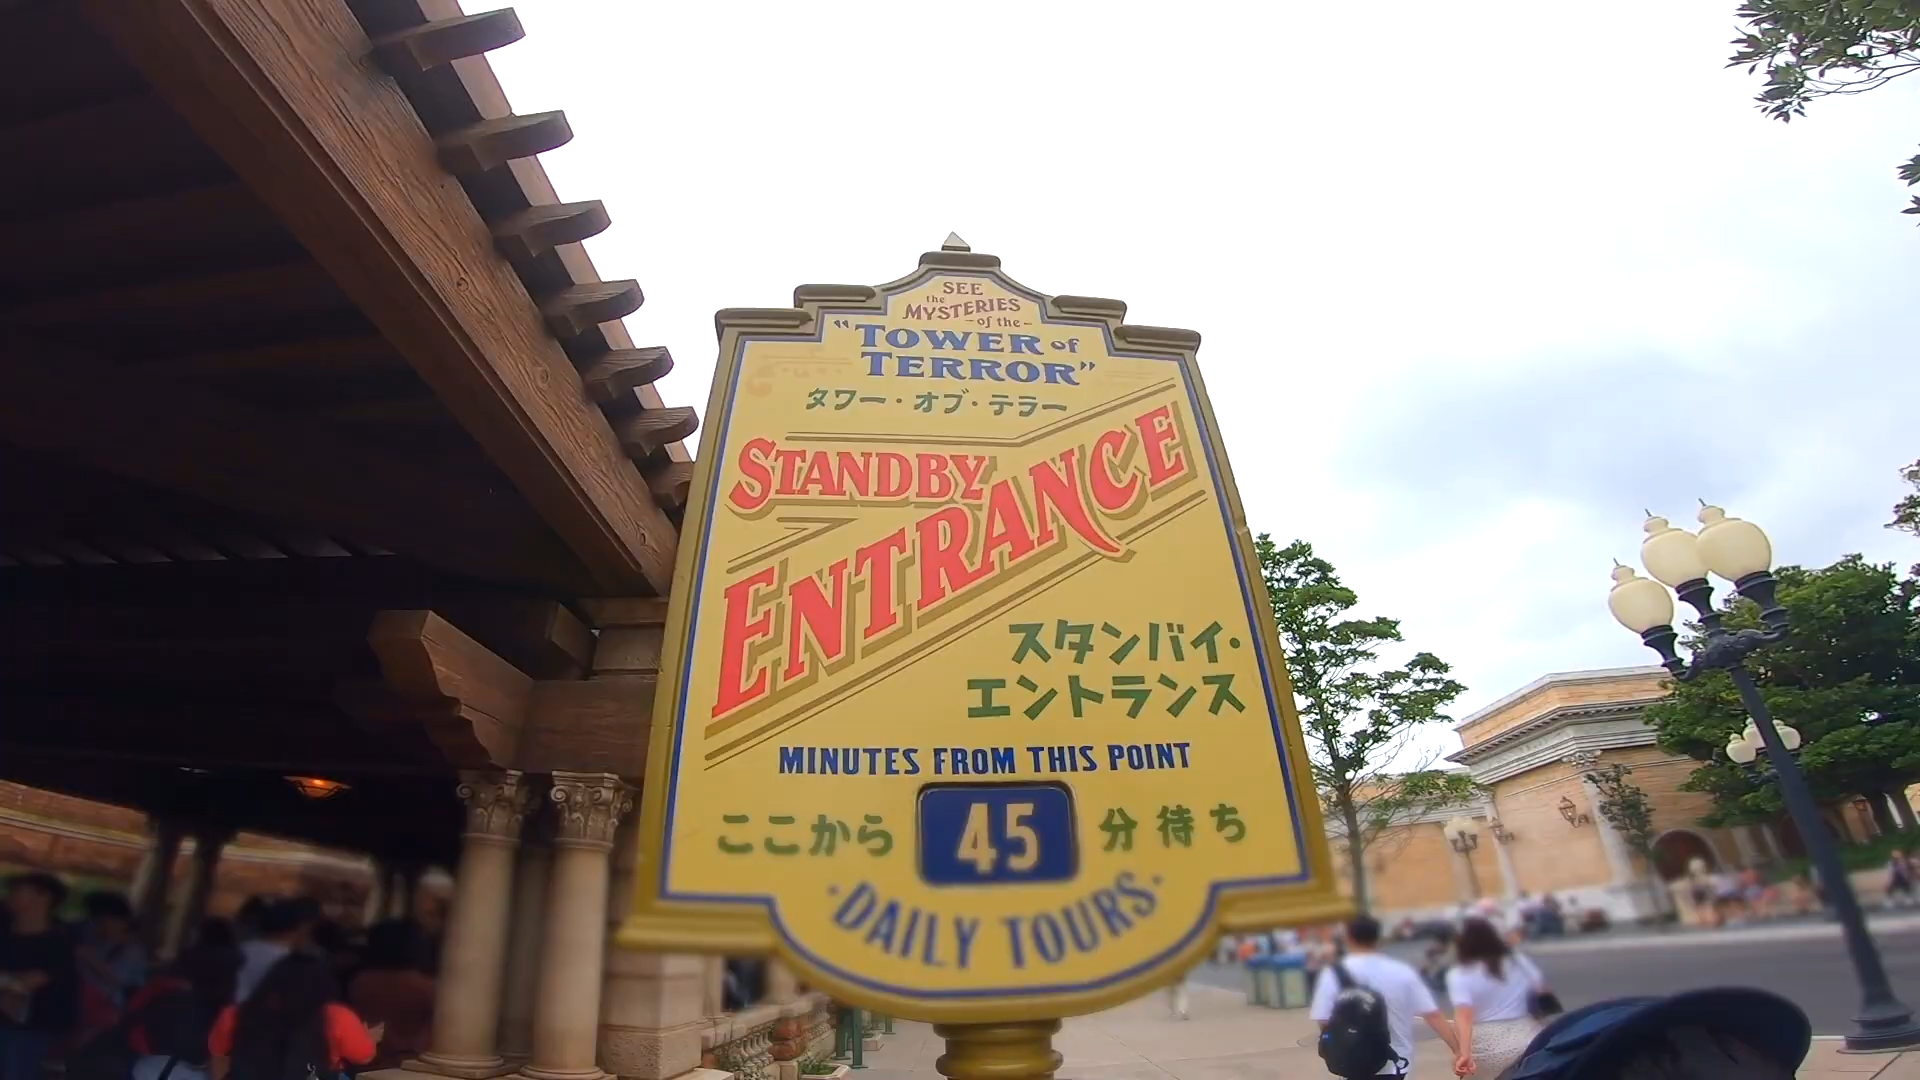 SEE
the
MYSTERIES
-of the-
"TOWER of
TERROR"
タワー・オブ・テラー
STANDBY
ENTRANCE
スタンバイ・
エントランス
MINUTES FROM THIS POINT
ここから 45 分待ち
·DAILY TOURS·